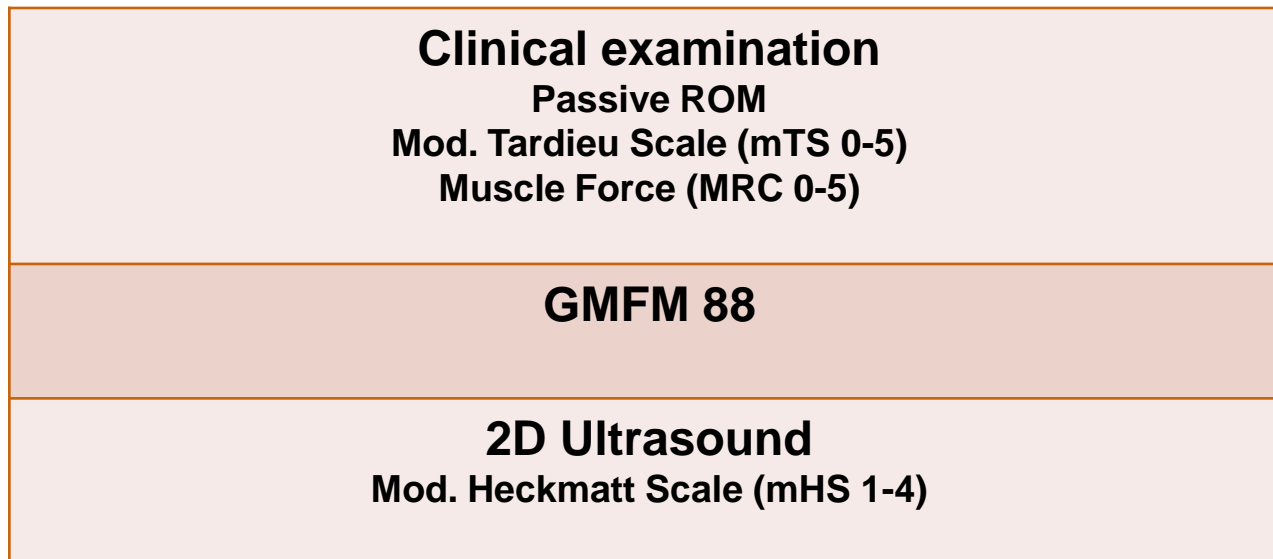 Clinical examination
Passive ROM
Mod. Tardieu Scale (mTS 0-5)
Muscle Force (MRC 0-5)
GMFM 88
2D Ultrasound
Mod. Heckmatt Scale (mHS 1-4)